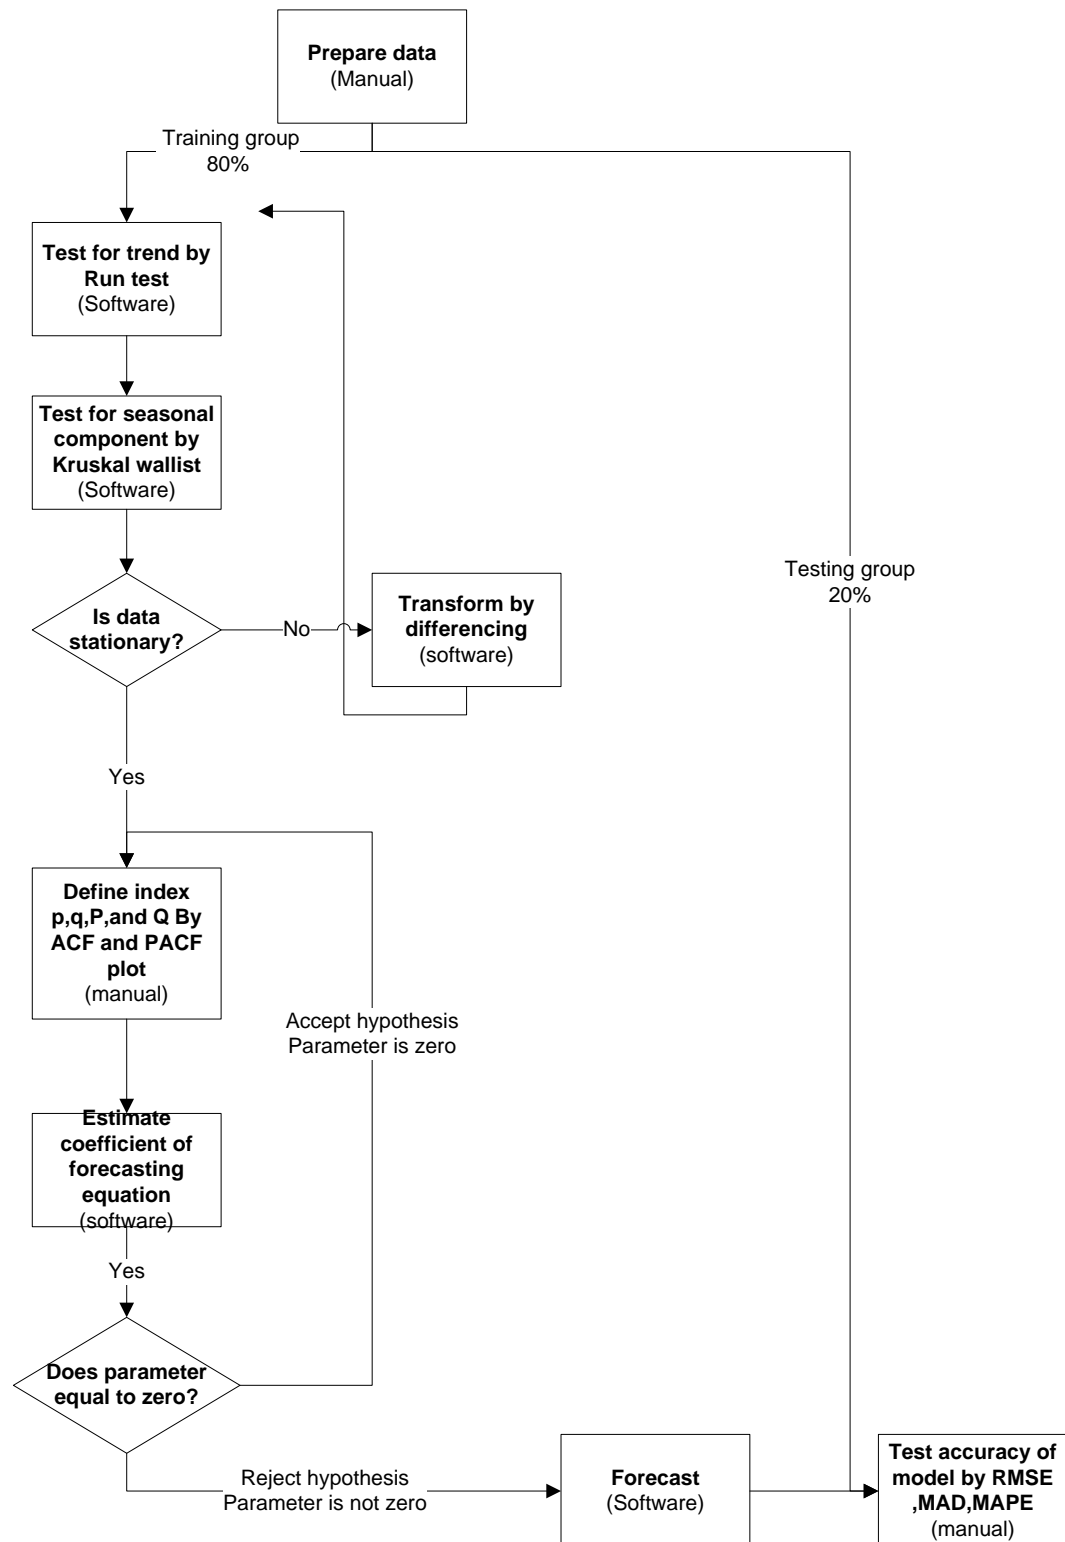 Prepare data
(Manual)
Training group
80%
Test for trend by
Run test
(Software)
Test for seasonal
component by
Kruskal wallist
(Software)
Is data
stationary?
No
Transform by
differencing
(software)
Testing group
20%
Yes
Define index
p,q,P,and Q By
ACF and PACF
plot
(manual)
Accept hypothesis
Parameter is zero
Estimate
coefficient of
forecasting
equation
(software)
Yes
Does parameter
equal to zero?
Reject hypothesis
Parameter is not zero
Forecast
(Software)
Test accuracy of
model by RMSE
,MAD,MAPE
(manual)